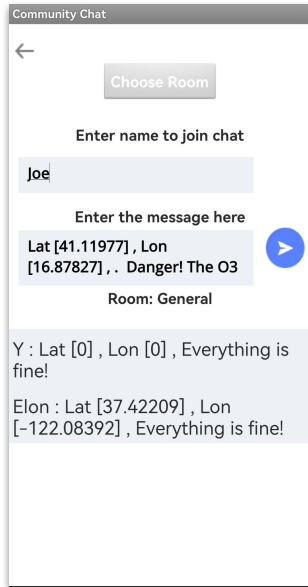 Community Chat
Choose Room
Enter name to join chat
Joe
Enter the message here
Lat [41.11977] , Lon
[16.87827] , .  Danger! The O3
Room: General
Y : Lat [0] , Lon [0] , Everything is
fine!
Elon : Lat [37.42209] , Lon
[-122.08392] , Everything is fine!